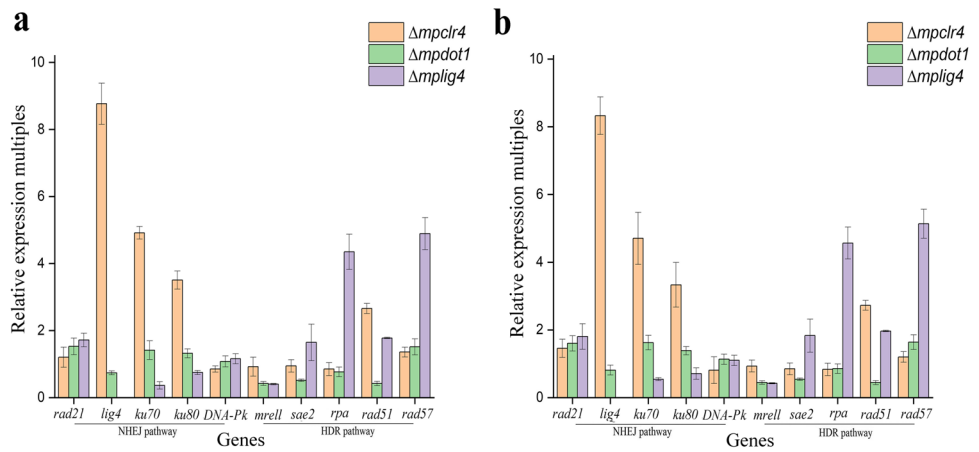 a
Δmpclr4
Δmpdot1
Δmplig4
Relative expression multiples
10
8
6
4
2
0
rad21 lig4 ku70 ku80 DNA-Pk mrell sae2 rpa rad51 rad57
NHEJ pathway HDR pathway
Genes
b
Δmpclr4
Δmpdot1
Δmplig4
Relative expression multiples
10
8
6
4
2
0
rad21 lig4 ku70 ku80 DNA-Pk mrell sae2 rpa rad51 rad57
NHEJ pathway HDR pathway
Genes